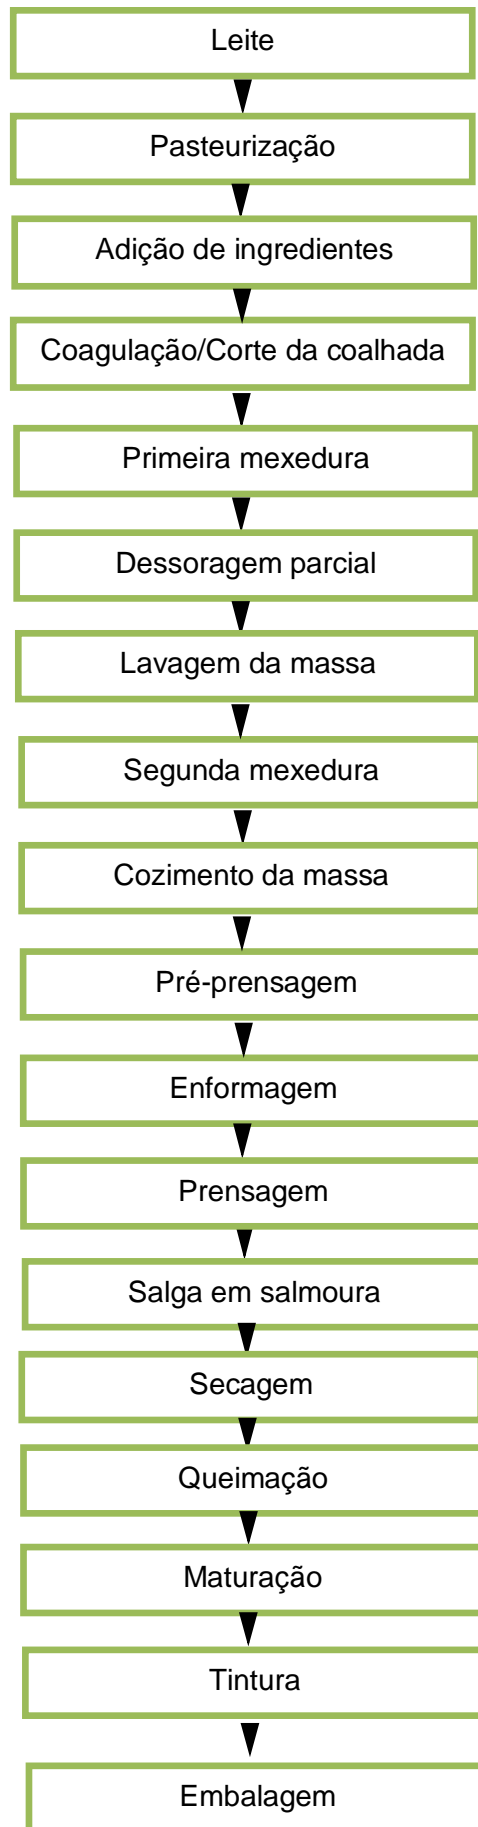 Leite
Pasteurização
Adição de ingredientes
Coagulação/Corte da coalhada
Primeira mexedura
Dessoragem parcial
Lavagem da massa
Segunda mexedura
Cozimento da massa
Pré-prensagem
Enformagem
Prensagem
Salga em salmoura
Secagem
Queimação
Maturação
Tintura
Embalagem